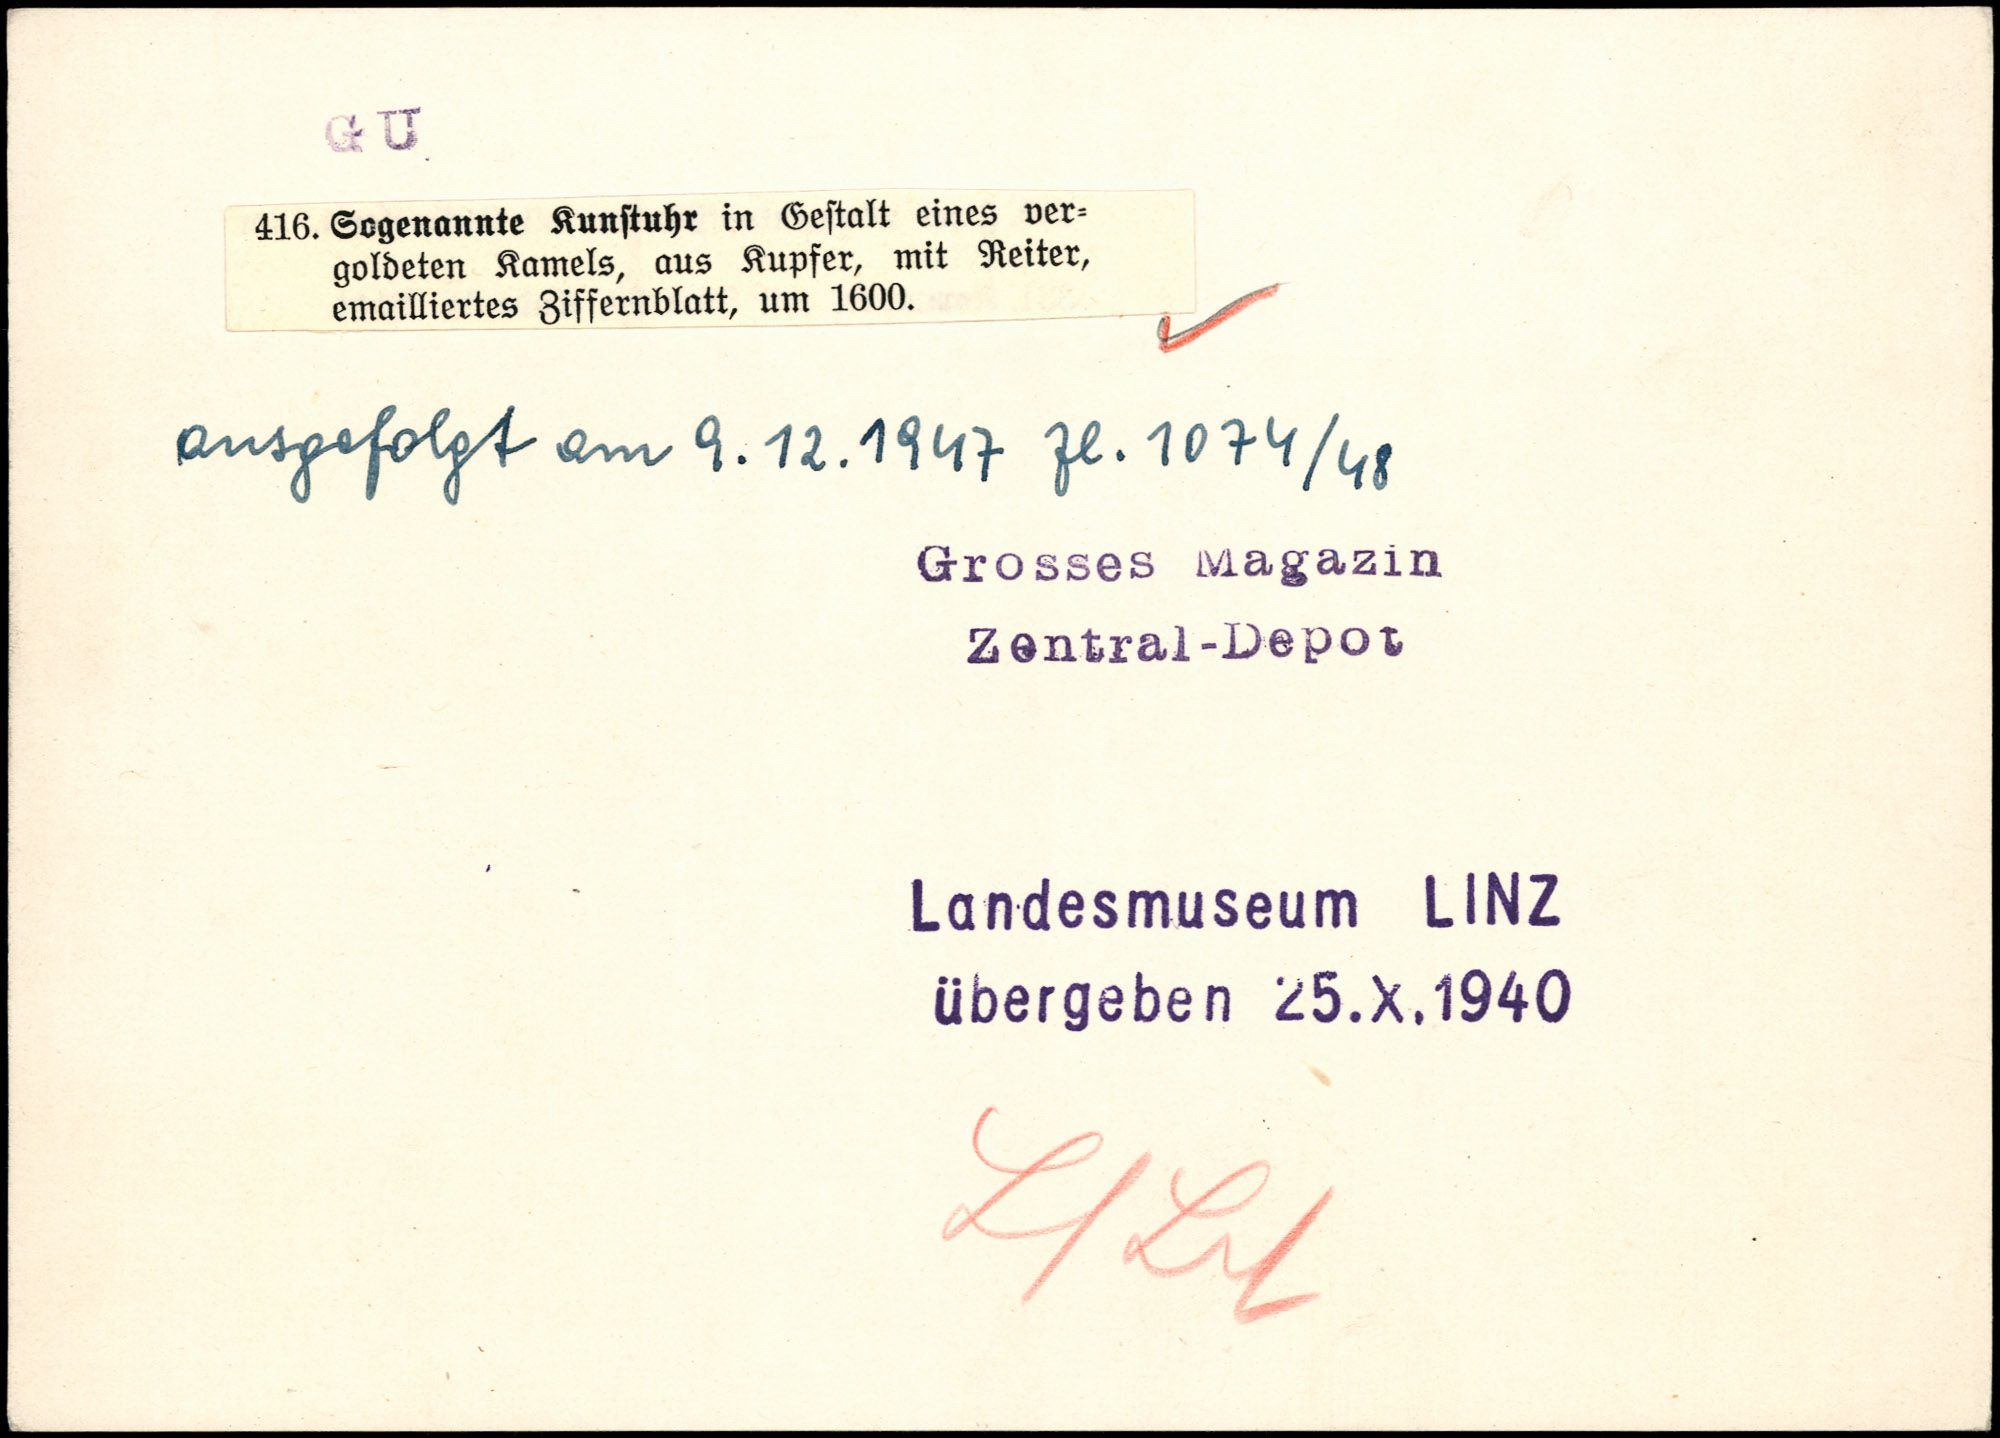 GU
416. Sogenannte Kunstuhr in Gestalt eines ver-
goldeten Kamels, aus Kupfer, mit Reiter,
emailliertes Ziffernblatt, um 1600.
ausgefolgt am 9.12.1947 Zl. 1074/48
Grosses Magazin
Zentral-Depot
Landesmuseum LINZ
übergeben 25.X.1940